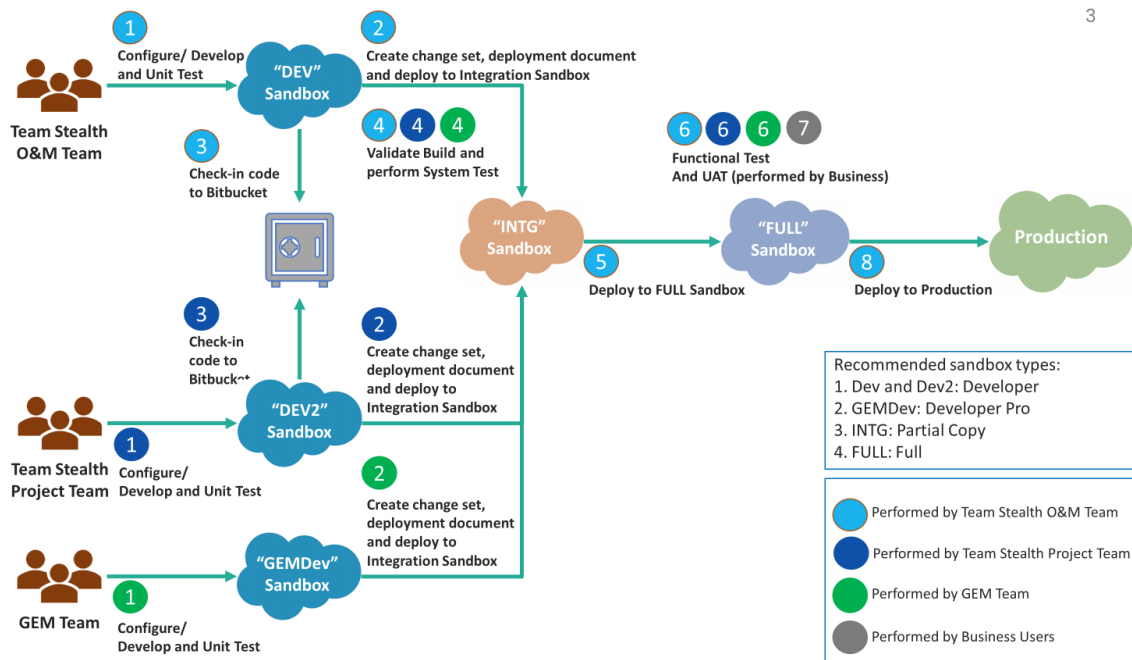 3
1
Configure/ Develop
and Unit Test
2
Create change set, deployment document
and deploy to Integration Sandbox
"DEV"
Sandbox
Team Stealth
O&M Team
3
Check-in code
to Bitbucket
4 4 4
Validate Build and
perform System Test
6 6 6 7
Functional Test
And UAT (performed by Business)
"INTG"
Sandbox
"FULL"
Sandbox
Production
5
Deploy to FULL Sandbox
8
Deploy to Production
3
Check-in
code to
Bitbucket
2
Create change set,
deployment document
and deploy to
Integration Sandbox
"DEV2"
Sandbox
Team Stealth
Project Team
1
Configure/
Develop and Unit Test
2
Create change set,
deployment document
and deploy to
Integration Sandbox
"GEMDev"
Sandbox
GEM Team
1
Configure/
Develop and Unit Test
Recommended sandbox types:
1. Dev and Dev2: Developer
2. GEMDev: Developer Pro
3. INTG: Partial Copy
4. FULL: Full
Performed by Team Stealth O&M Team
Performed by Team Stealth Project Team
Performed by GEM Team
Performed by Business Users